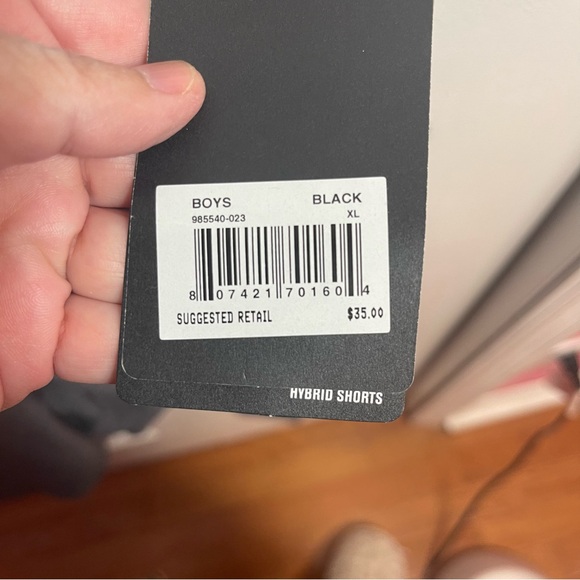 BOYS BLACK
985540-023 XL
8 07421 70160 4
SUGGESTED RETAIL $35.00
HYBRID SHORTS